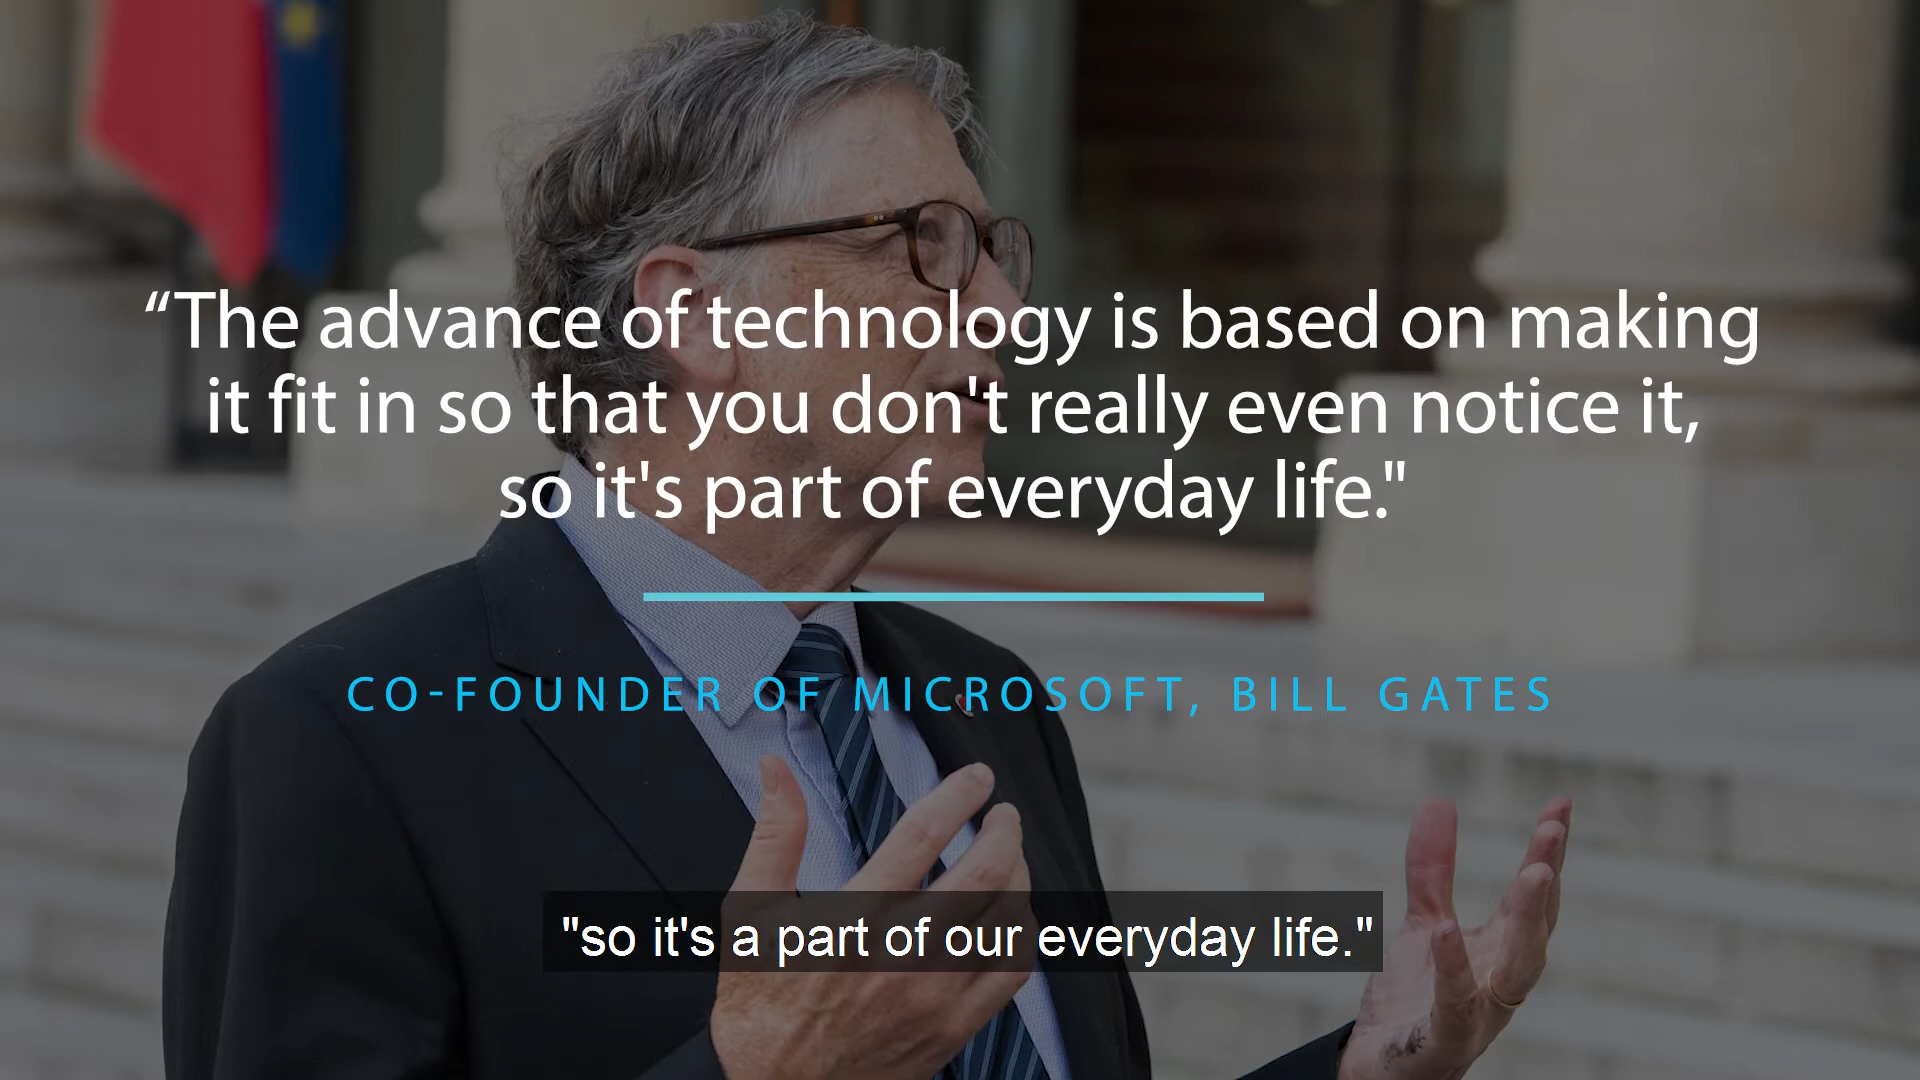 “The advance of technology is based on making
it fit in so that you don't really even notice it,
so it's part of everyday life."
CO-FOUNDER OF MICROSOFT, BILL GATES
"so it's a part of our everyday life."